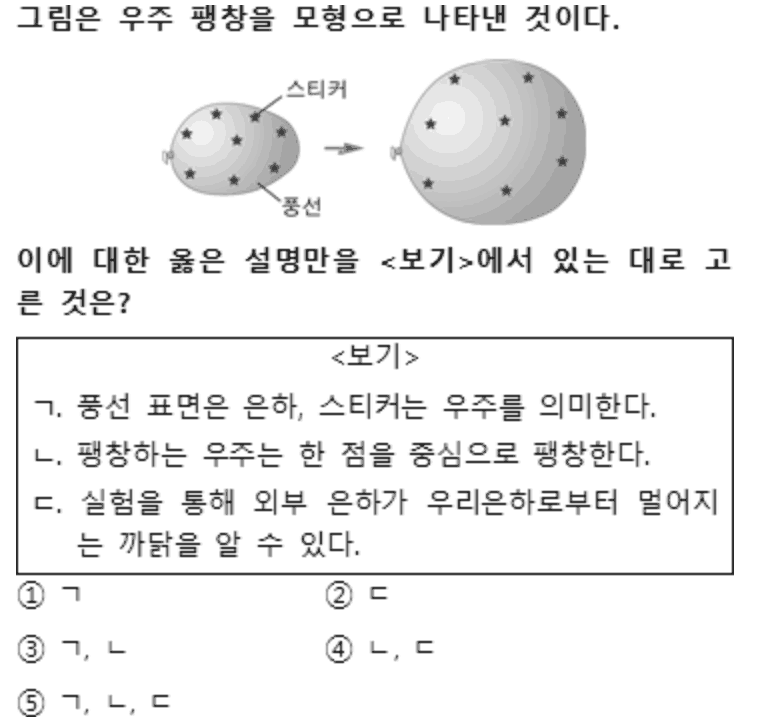 그림은 우주 팽창을 모형으로 나타낸 것이다.
스티커
풍선
이에 대한 옳은 설명만을 <보기>에서 있는 대로 고
른 것은?
<보기>
ㄱ. 풍선 표면은 은하, 스티커는 우주를 의미한다.
ㄴ. 팽창하는 우주는 한 점을 중심으로 팽창한다.
ㄷ. 실험을 통해 외부 은하가 우리은하로부터 멀어지
는 까닭을 알 수 있다.
① ㄱ ② ㄷ
③ ㄱ, ㄴ ④ ㄴ, ㄷ
⑤ ㄱ, ㄴ, ㄷ